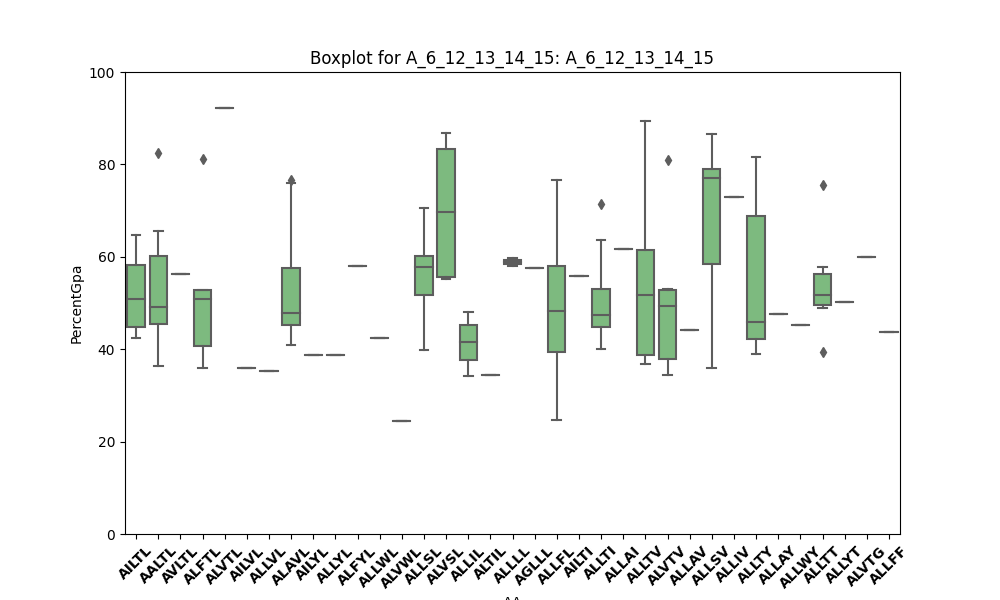 Boxplot for A_6_12_13_14_15: A_6_12_13_14_15
100
80
60
40
20
0
PercentGpa
AILTL
AALTL
AVLTL
ALFTL
ALVTL
AILVL
ALLVL
ALAVL
AILYL
ALLYL
ALFYL
ALLWL
ALVWL
ALLSL
ALVSL
ALLIL
ALTIL
ALLLL
AGLLL
ALLFL
AILTI
ALLTI
ALLAI
ALLTV
ALVTV
ALLAV
ALLSV
ALLIV
ALLTY
ALLAY
ALLWY
ALLTT
ALLYT
ALVTG
ALLFF